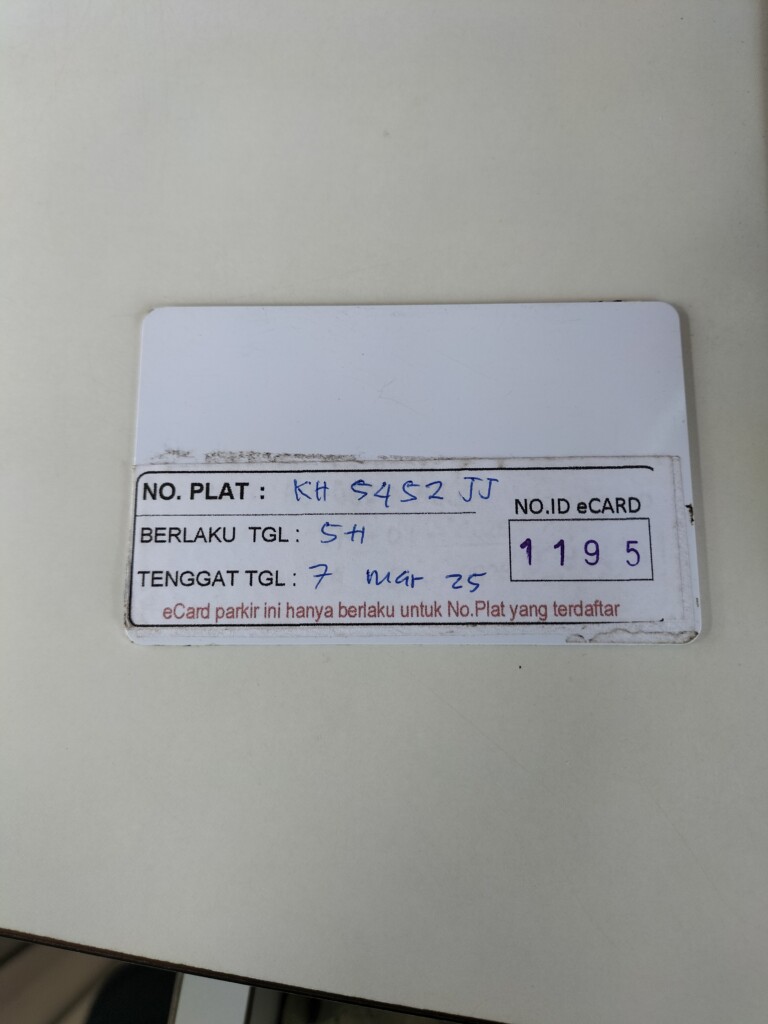 NO. PLAT : KH 5452 JJ
NO.ID eCARD
BERLAKU TGL : 5H
1195
TENGGAT TGL : 7 Mar 25
eCard parkir ini hanya berlaku untuk No.Plat yang terdaftar